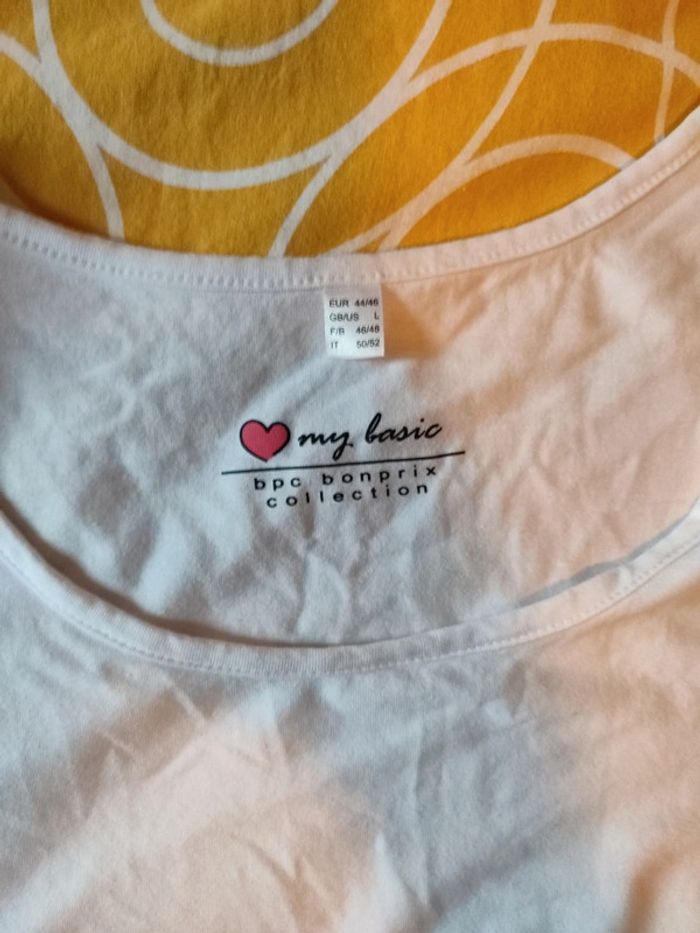 EUR 44/46
GB/US L
F/B 46/48
IT 50/52
my basic
bpc bonprix
collection